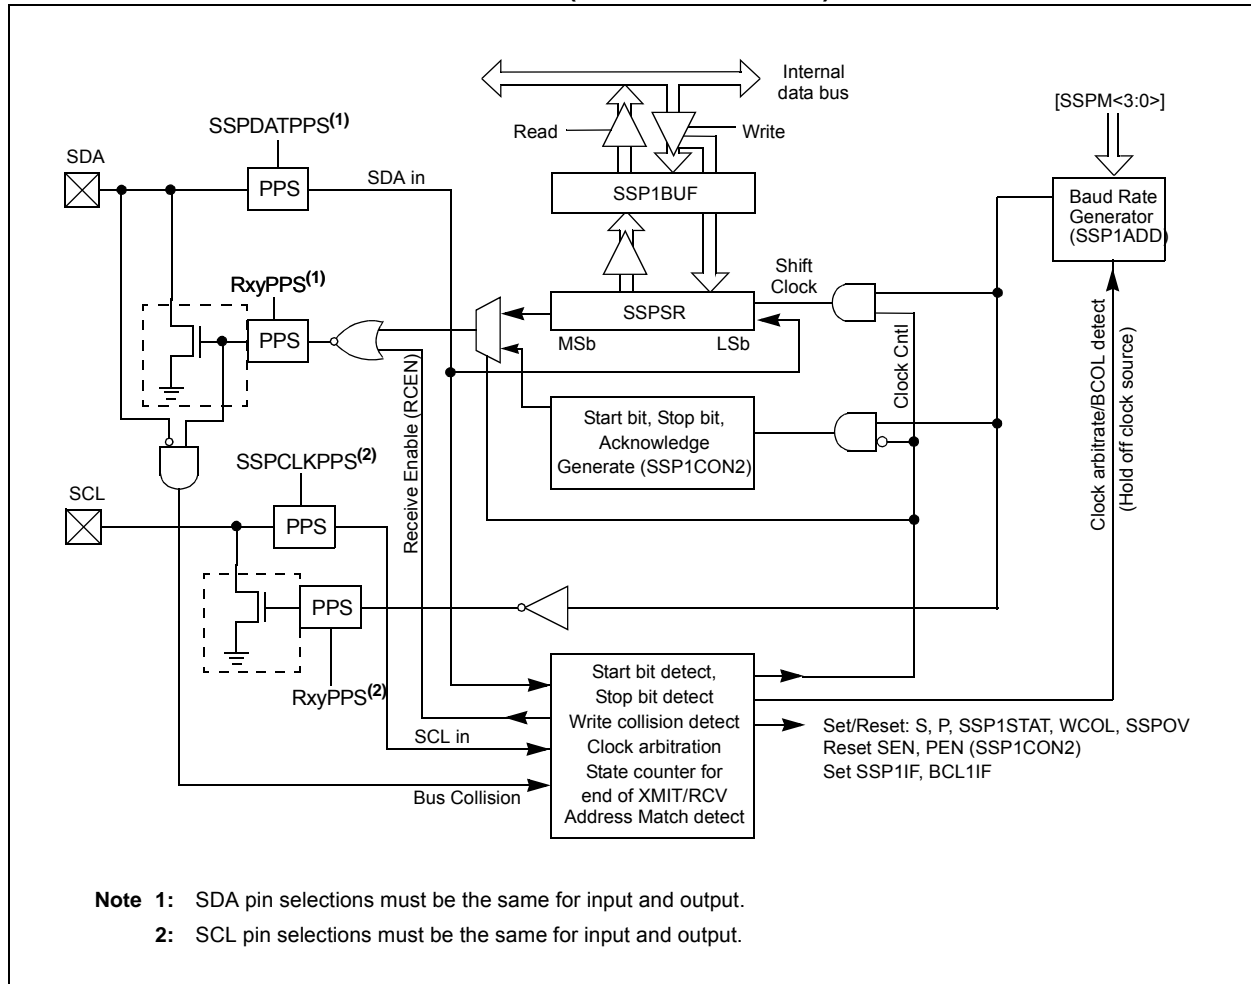 Internal
data bus
[SSPM<3:0>]
SSPDATPPS(1)
Read
Write
SDA
PPS
SDA in
SSP1BUF
Baud Rate
Generator
(SSP1ADD)
RxyPPS(1)
Shift
Clock
PPS
SSPSR
MSb
LSb
Clock Cntl
Clock arbitrate/BCOL detect
(Hold off clock source)
Receive Enable (RCEN)
Start bit, Stop bit,
Acknowledge
Generate (SSP1CON2)
SSPCLKPPS(2)
SCL
PPS
PPS
RxyPPS(2)
Start bit detect,
Stop bit detect
Write collision detect
Clock arbitration
State counter for
end of XMIT/RCV
Address Match detect
SCL in
Bus Collision
Set/Reset: S, P, SSP1STAT, WCOL, SSPOV
Reset SEN, PEN (SSP1CON2)
Set SSP1IF, BCL1IF
Note 1: SDA pin selections must be the same for input and output.
2: SCL pin selections must be the same for input and output.